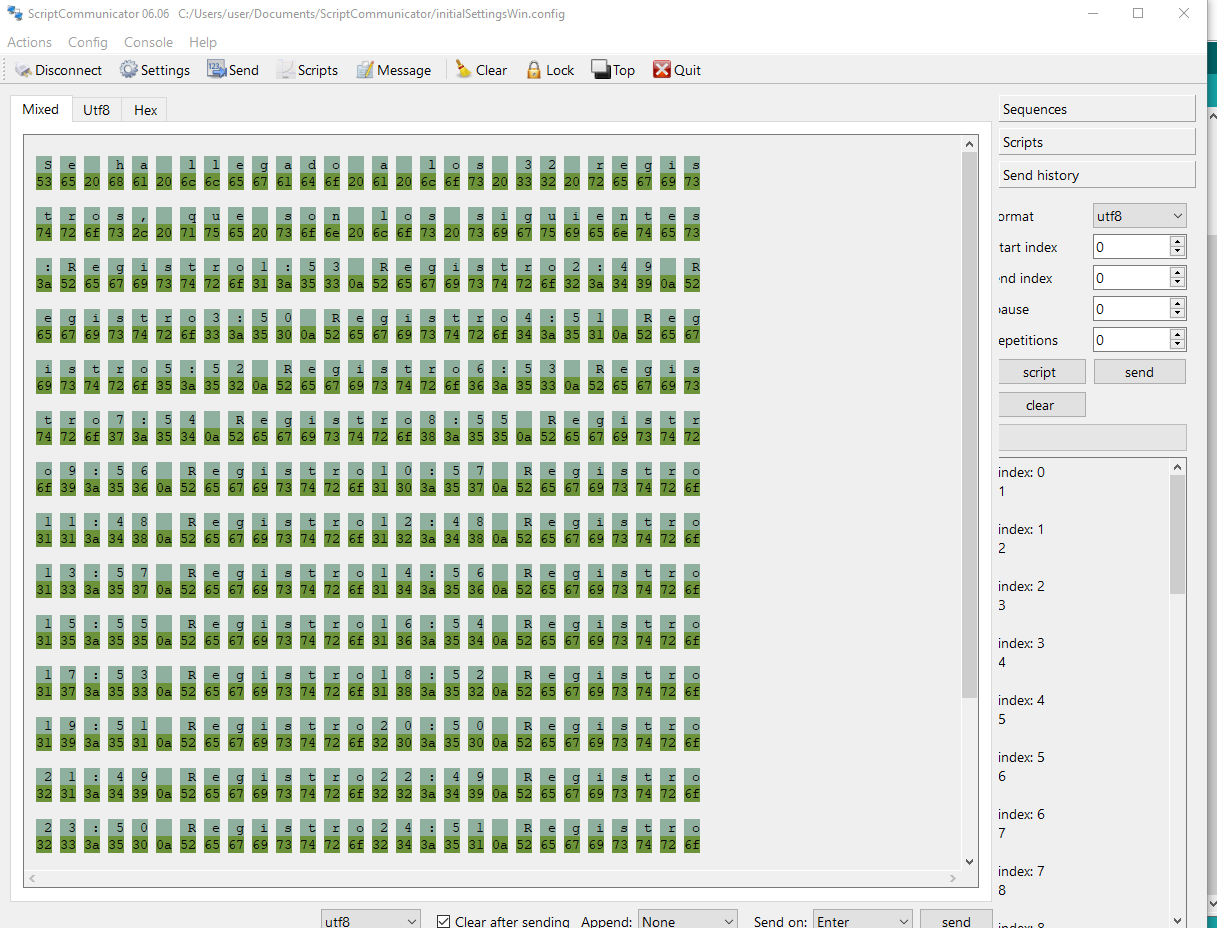 ScriptCommunicator 06.06 C:/Users/user/Documents/ScriptCommunicator/initialSettingsWin.config
Actions Config Console Help
Disconnect Settings Send Scripts Message Clear Lock Top Quit
Mixed Utf8 Hex
S e h a l l e g a d o a l o s 3 2 r e g i s
53 65 20 68 61 20 6c 6c 65 67 61 64 6f 20 61 20 6c 6f 73 20 33 32 20 72 65 67 69 73
t r o s , q u e s o n l o s s i g u i e n t e s
74 72 6f 73 2c 20 71 75 65 20 73 6f 6e 20 6c 6f 73 20 73 69 67 75 69 65 6e 74 65 73
: R e g i s t r o 1 : 5 3 R e g i s t r o 2 : 4 9 R
3a 52 65 67 69 73 74 72 6f 31 3a 35 33 0a 52 65 67 69 73 74 72 6f 32 3a 34 39 0a 52
e g i s t r o 3 : 5 0 R e g i s t r o 4 : 5 1 R e g
65 67 69 73 74 72 6f 33 3a 35 30 0a 52 65 67 69 73 74 72 6f 34 3a 35 31 0a 52 65 67
i s t r o 5 : 5 2 R e g i s t r o 6 : 5 3 R e g i s
69 73 74 72 6f 35 3a 35 32 0a 52 65 67 69 73 74 72 6f 36 3a 35 33 0a 52 65 67 69 73
t r o 7 : 5 4 R e g i s t r o 8 : 5 5 R e g i s t r
74 72 6f 37 3a 35 34 0a 52 65 67 69 73 74 72 6f 38 3a 35 35 0a 52 65 67 69 73 74 72
o 9 : 5 6 R e g i s t r o 1 0 : 5 7 R e g i s t r o
6f 39 3a 35 36 0a 52 65 67 69 73 74 72 6f 31 30 3a 35 37 0a 52 65 67 69 73 74 72 6f
1 1 : 4 8 R e g i s t r o 1 2 : 4 8 R e g i s t r o
31 31 3a 34 38 0a 52 65 67 69 73 74 72 6f 31 32 3a 34 38 0a 52 65 67 69 73 74 72 6f
1 3 : 5 7 R e g i s t r o 1 4 : 5 6 R e g i s t r o
31 33 3a 35 37 0a 52 65 67 69 73 74 72 6f 31 34 3a 35 36 0a 52 65 67 69 73 74 72 6f
1 5 : 5 5 R e g i s t r o 1 6 : 5 4 R e g i s t r o
31 35 3a 35 35 0a 52 65 67 69 73 74 72 6f 31 36 3a 35 34 0a 52 65 67 69 73 74 72 6f
1 7 : 5 3 R e g i s t r o 1 8 : 5 2 R e g i s t r o
31 37 3a 35 33 0a 52 65 67 69 73 74 72 6f 31 38 3a 35 32 0a 52 65 67 69 73 74 72 6f
1 9 : 5 1 R e g i s t r o 2 0 : 5 0 R e g i s t r o
31 39 3a 35 31 0a 52 65 67 69 73 74 72 6f 32 30 3a 35 30 0a 52 65 67 69 73 74 72 6f
2 1 : 4 9 R e g i s t r o 2 2 : 4 9 R e g i s t r o
32 31 3a 34 39 0a 52 65 67 69 73 74 72 6f 32 32 3a 34 39 0a 52 65 67 69 73 74 72 6f
2 3 : 5 0 R e g i s t r o 2 4 : 5 1 R e g i s t r o
32 33 3a 35 30 0a 52 65 67 69 73 74 72 6f 32 34 3a 35 31 0a 52 65 67 69 73 74 72 6f
utf8 Clear after sending Append: None Send on: Enter send
Sequences
Scripts
Send history
ormat utf8
tart index 0
nd index 0
ause 0
epetitions 0
script send
clear
index: 0
1
index: 1
2
index: 2
3
index: 3
4
index: 4
5
index: 5
6
index: 6
7
index: 7
8
index: 8